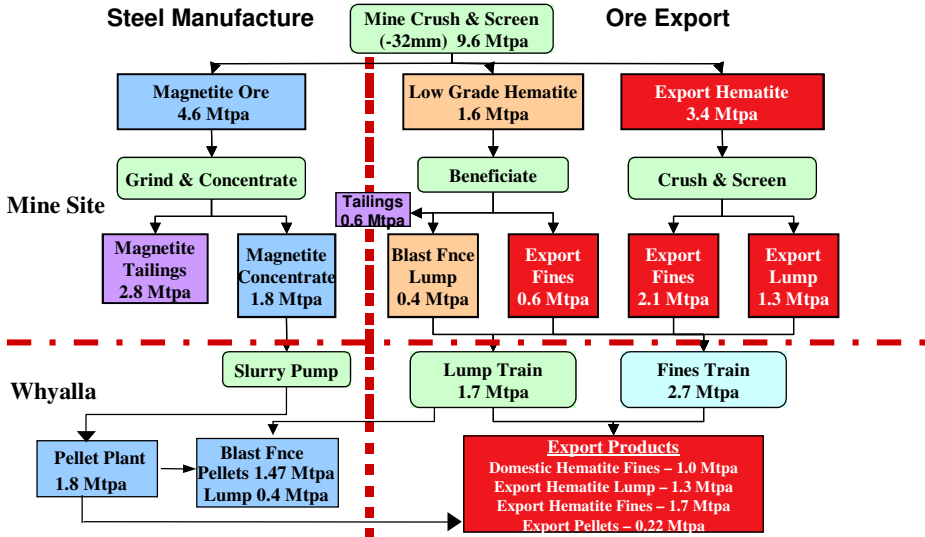 Steel Manufacture
Mine Crush & Screen
(-32mm) 9.6 Mtpa
Ore Export
Magnetite Ore
4.6 Mtpa
Low Grade Hematite
1.6 Mtpa
Export Hematite
3.4 Mtpa
Grind & Concentrate
Beneficiate
Crush & Screen
Mine Site
Tailings
0.6 Mtpa
Magnetite
Tailings
2.8 Mtpa
Magnetite
Concentrate
1.8 Mtpa
Blast Fnce
Lump
0.4 Mtpa
Export
Fines
0.6 Mtpa
Export
Fines
2.1 Mtpa
Export
Lump
1.3 Mtpa
Whyalla
Slurry Pump
Lump Train
1.7 Mtpa
Fines Train
2.7 Mtpa
Pellet Plant
1.8 Mtpa
Blast Fnce
Pellets 1.47 Mtpa
Lump 0.4 Mtpa
Export Products
Domestic Hematite Fines – 1.0 Mtpa
Export Hematite Lump – 1.3 Mtpa
Export Hematite Fines – 1.7 Mtpa
Export Pellets – 0.22 Mtpa